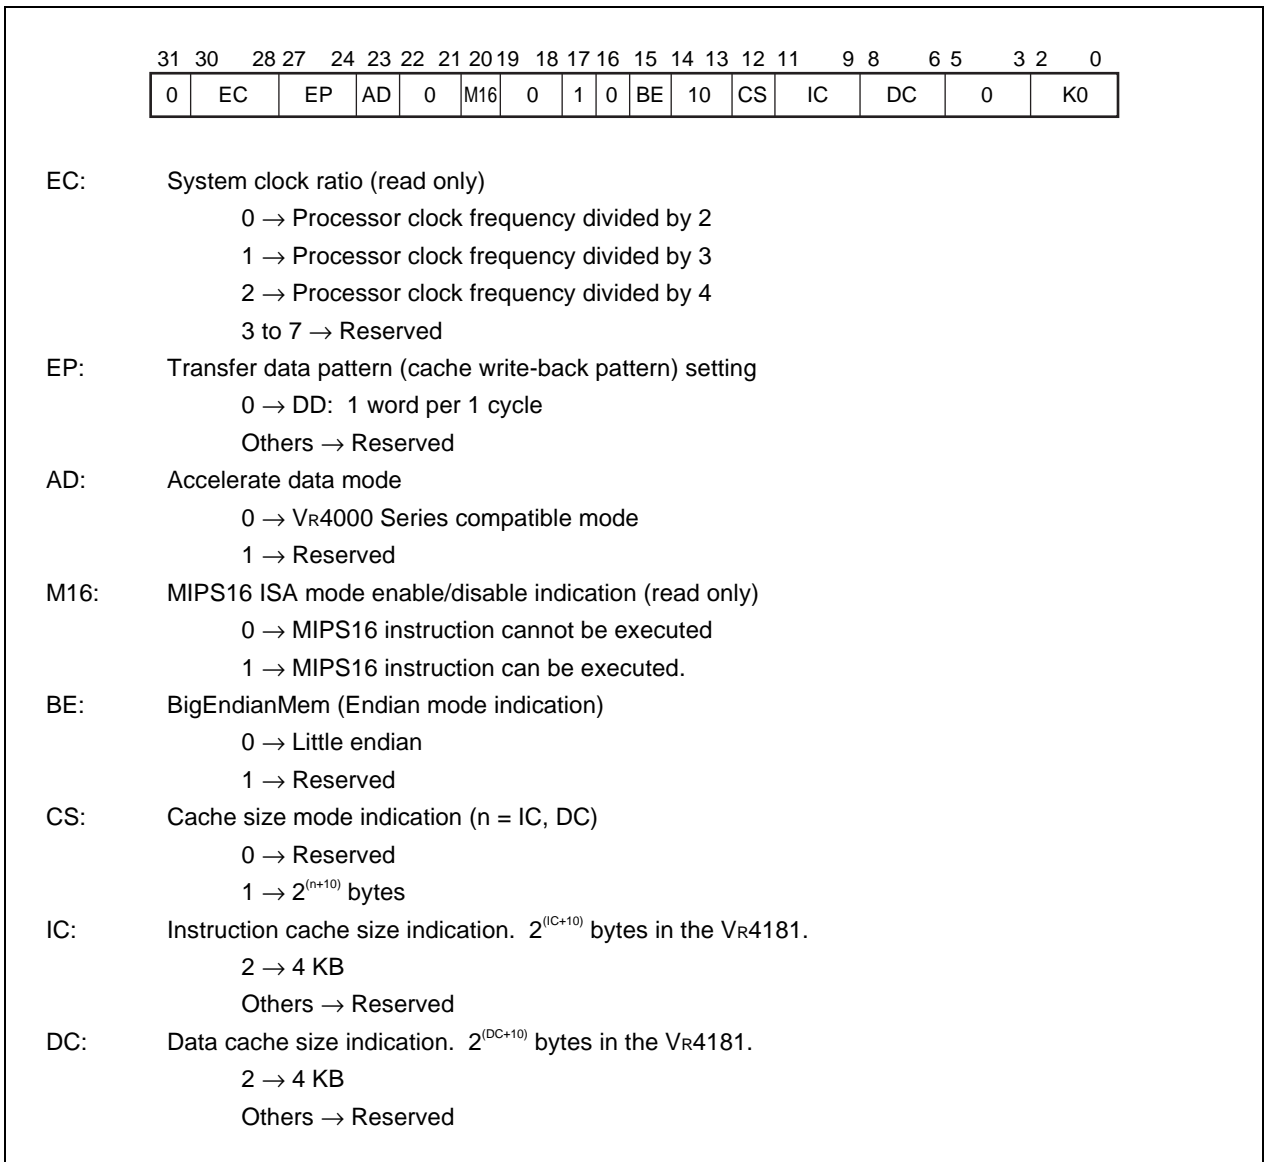 31 30 28 27 24 23 22 21 20 19 18 17 16 15 14 13 12 11 9 8 6 5 3 2 0
0 EC EP AD 0 M16 0 1 0 BE 10 CS IC DC 0 K0
EC: System clock ratio (read only)
0 → Processor clock frequency divided by 2
1 → Processor clock frequency divided by 3
2 → Processor clock frequency divided by 4
3 to 7 → Reserved
EP: Transfer data pattern (cache write-back pattern) setting
0 → DD: 1 word per 1 cycle
Others → Reserved
AD: Accelerate data mode
0 → VR4000 Series compatible mode
1 → Reserved
M16: MIPS16 ISA mode enable/disable indication (read only)
0 → MIPS16 instruction cannot be executed
1 → MIPS16 instruction can be executed.
BE: BigEndianMem (Endian mode indication)
0 → Little endian
1 → Reserved
CS: Cache size mode indication (n = IC, DC)
0 → Reserved
1 → 2^(n+10) bytes
IC: Instruction cache size indication. 2^(IC+10) bytes in the VR4181.
2 → 4 KB
Others → Reserved
DC: Data cache size indication. 2^(DC+10) bytes in the VR4181.
2 → 4 KB
Others → Reserved